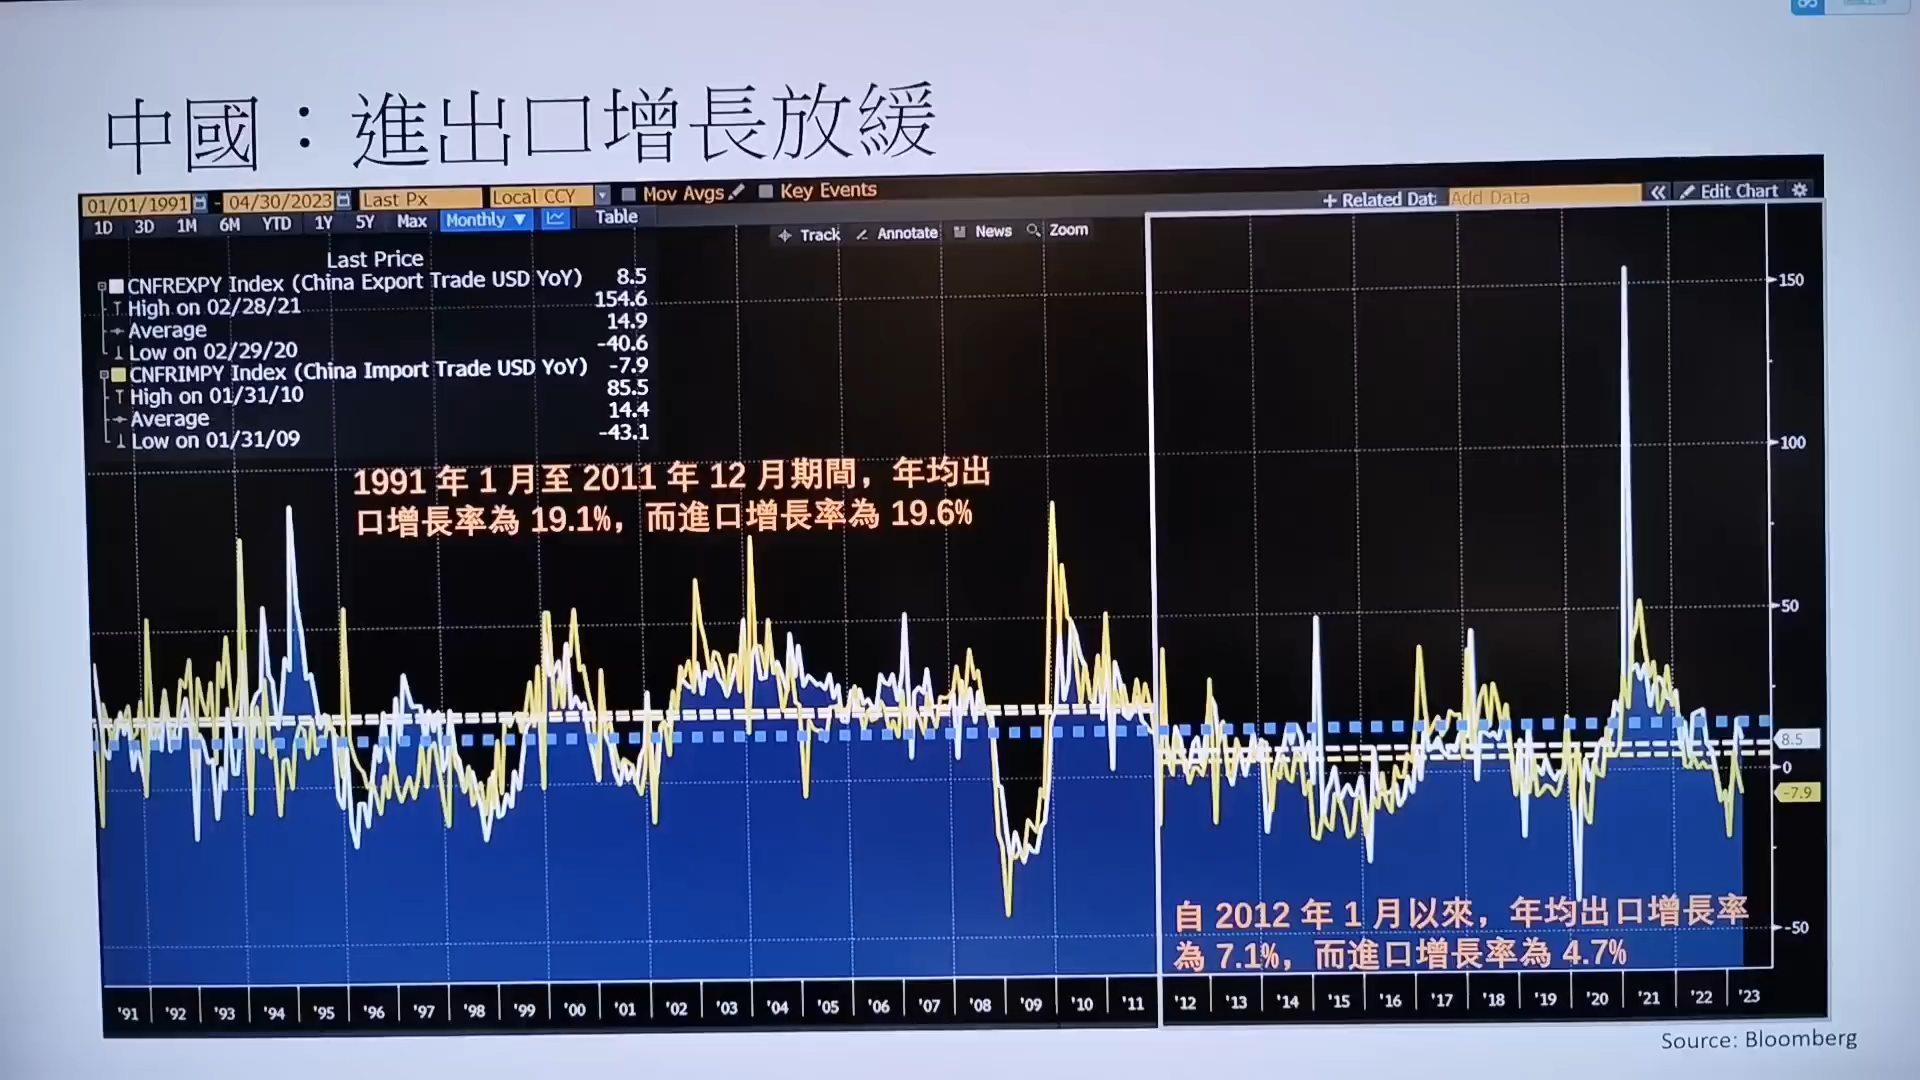 中國：進出口增長放緩
01/01/1991 - 04/30/2023 Last Px Local CCY Mov Avgs Key Events
+ Related Dat Add Data « Edit Chart
1D 3D 1M 6M YTD 1Y 5Y Max Monthly ▼ Table
Track Annotate News Zoom
Last Price
CNFREXPY Index (China Export Trade USD YoY) 8.5
High on 02/28/21 154.6
Average 14.9
Low on 02/29/20 -40.6
CNFRIMPY Index (China Import Trade USD YoY) -7.9
High on 01/31/10 85.5
Average 14.4
Low on 01/31/09 -43.1
1991 年 1 月至 2011 年 12 月期間，年均出
口增長率為 19.1%，而進口增長率為 19.6%
150
100
50
8.5
0
-7.9
-50
自 2012 年 1 月以來，年均出口增長率
為 7.1%，而進口增長率為 4.7%
'91 '92 '93 '94 '95 '96 '97 '98 '99 '00 '01 '02 '03 '04 '05 '06 '07 '08 '09 '10 '11 '12 '13 '14 '15 '16 '17 '18 '19 '20 '21 '22 '23
Source: Bloomberg